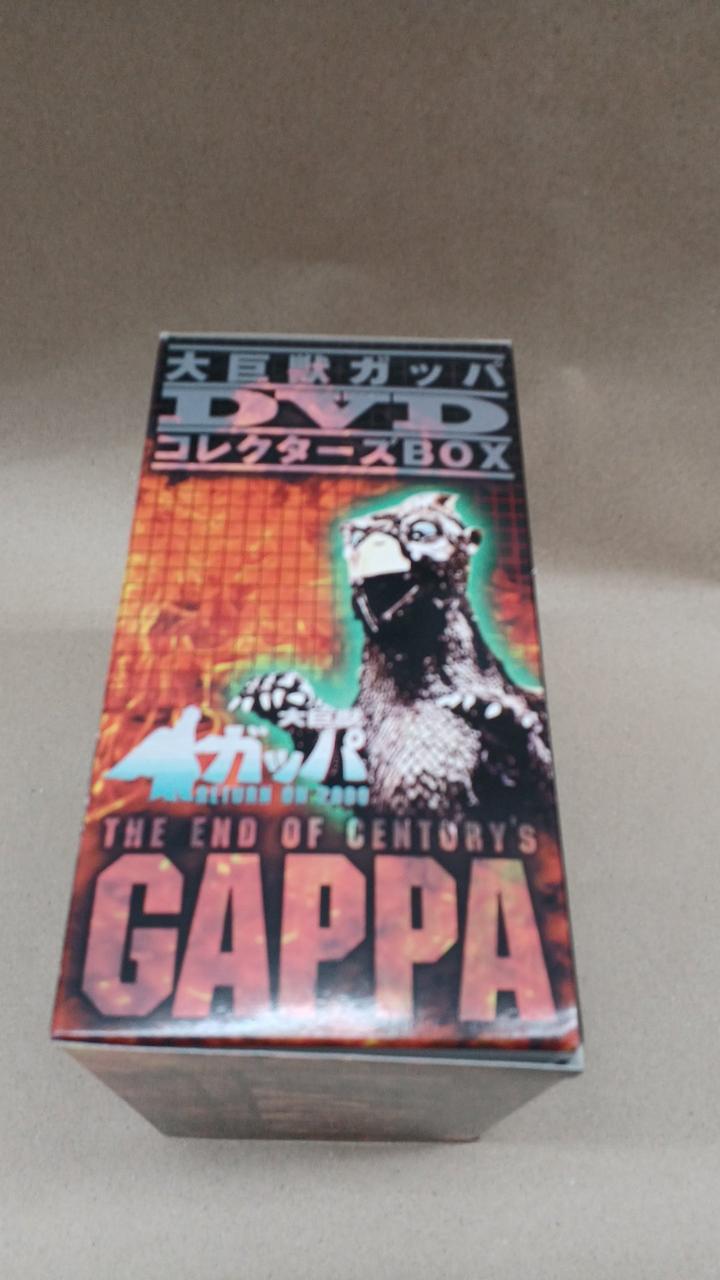 大巨獣ガッパ
DVD
コレクターズBOX
大巨獣
ガッパ
RETURN ON 2000
THE END OF CENTURY'S
GAPPA